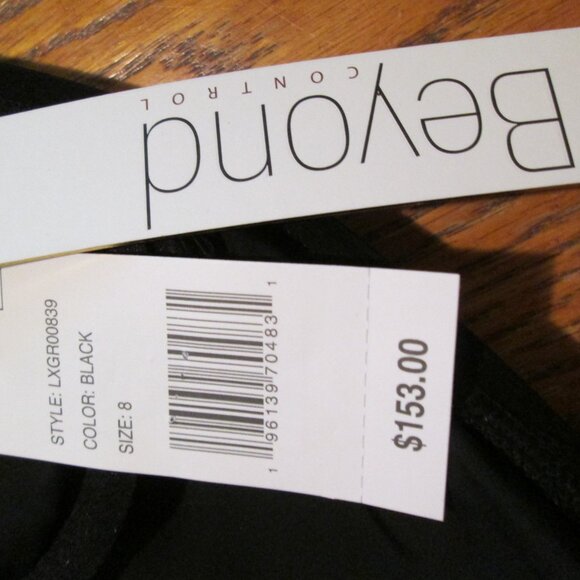 Beyond
CONTROL
STYLE: LXGR00839
COLOR: BLACK
SIZE: 8
1 96139 70483 1
$153.00